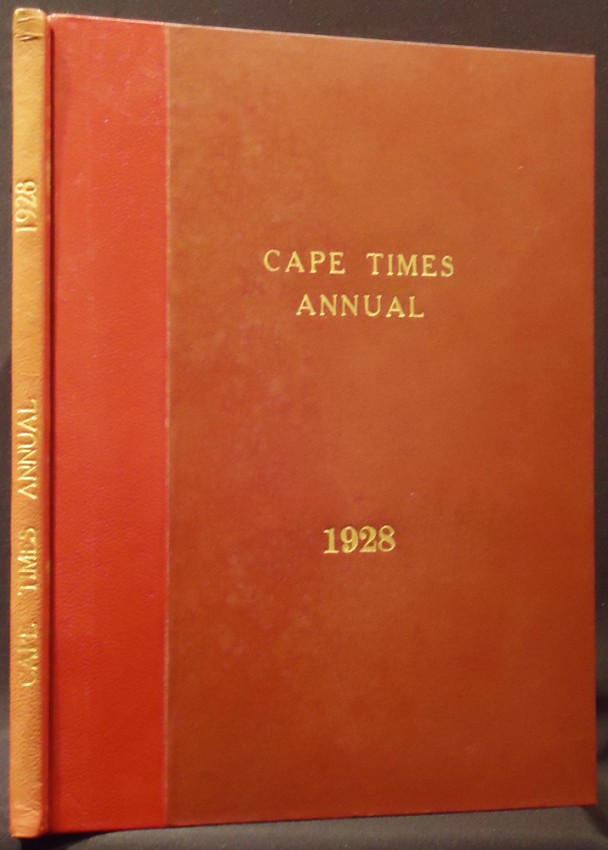 CAPE TIMES
ANNUAL
1928
CAPE TIMES ANNUAL 1928